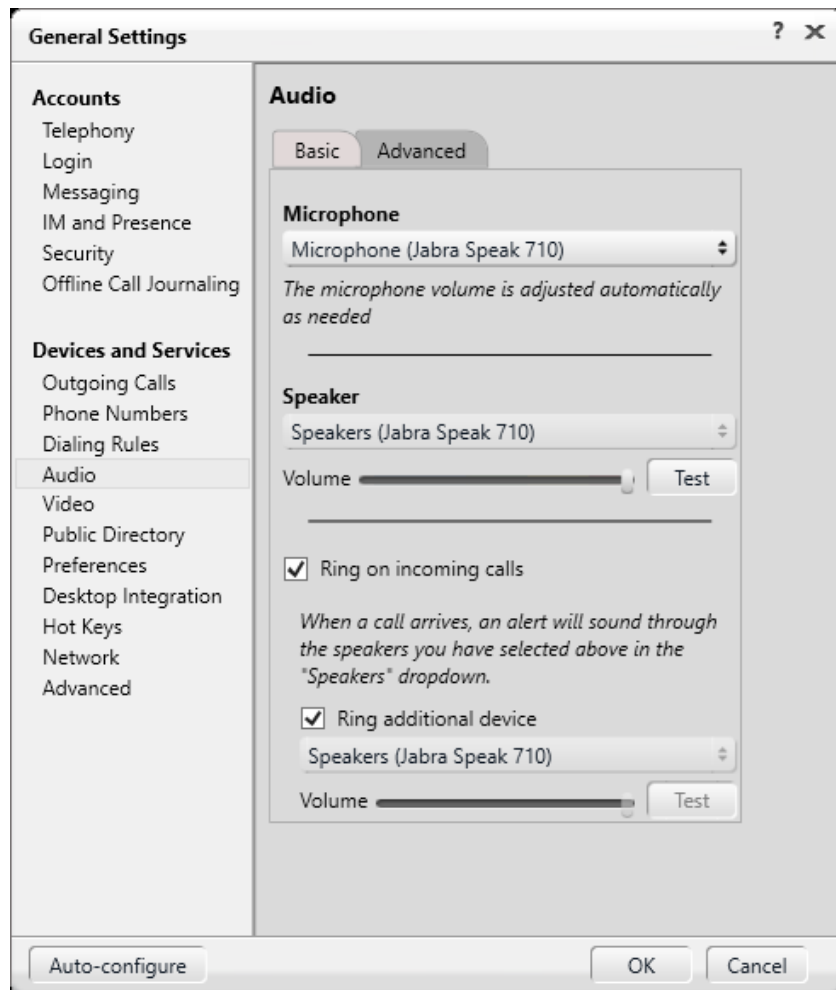 General Settings
?
Accounts
Telephony
Login
Messaging
IM and Presence
Security
Offline Call Journaling
Devices and Services
Outgoing Calls
Phone Numbers
Dialing Rules
Audio
Video
Public Directory
Preferences
Desktop Integration
Hot Keys
Network
Advanced
Audio
Basic Advanced
Microphone
Microphone (Jabra Speak 710)
The microphone volume is adjusted automatically
as needed
Speaker
Speakers (Jabra Speak 710)
Volume Test
Ring on incoming calls
When a call arrives, an alert will sound through
the speakers you have selected above in the
"Speakers" dropdown.
Ring additional device
Speakers (Jabra Speak 710)
Volume Test
Auto-configure OK Cancel